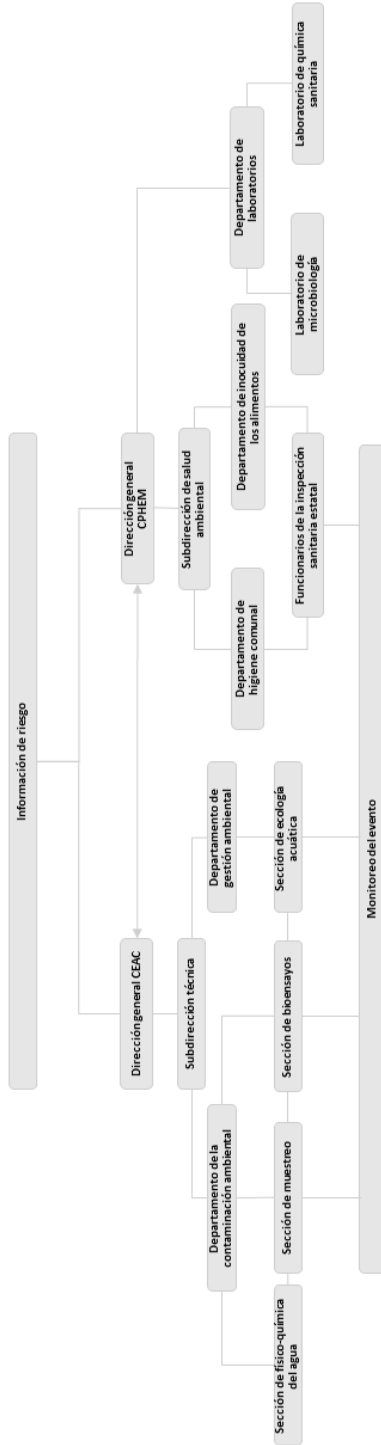 Información de riesgo
Dirección general CEAC
Dirección general
CPHEM
Subdirección técnica
Subdirección de salud
ambiental
Departamento de la
contaminación ambiental
Departamento de
gestión ambiental
Departamento de
higiene comunal
Departamento de inocuidad de
los alimentos
Departamento de
laboratorios
Sección de físico-química
del agua
Sección de muestreo
Sección de bioensayos
Sección de ecología
acuática
Funcionarios de la inspección
sanitaria estatal
Laboratorio de
microbiología
Laboratorio de química
sanitaria
Monitoreo del evento